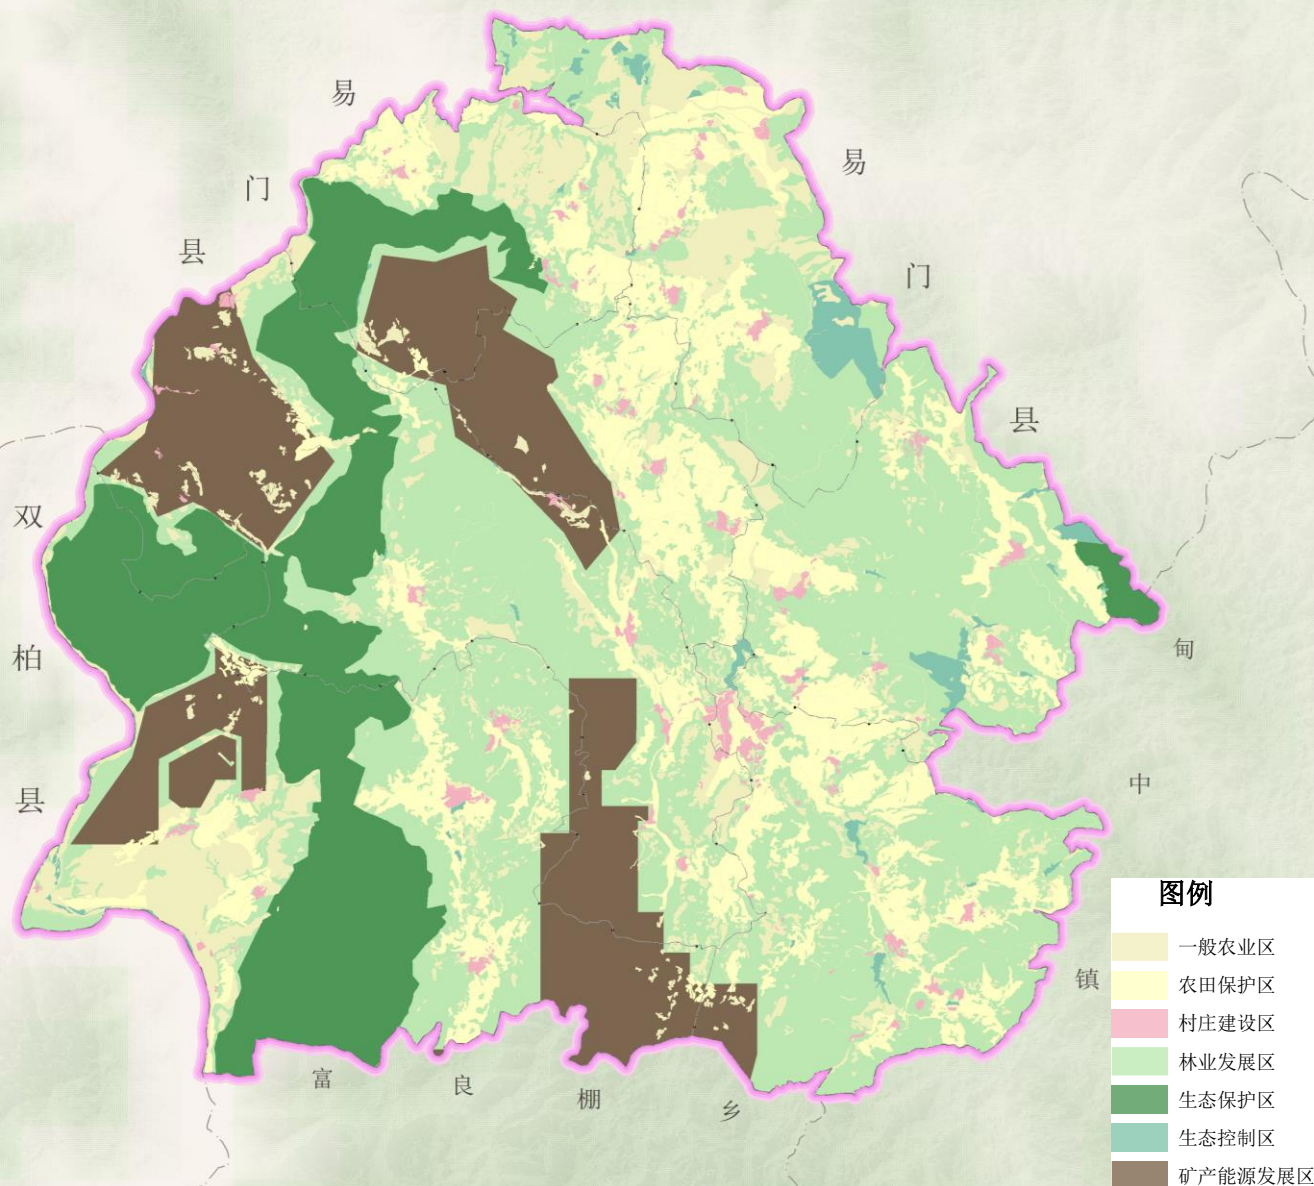 易
门
县
易
门
县
双
柏
县
甸
中
镇
富
良
棚
乡
图例
一般农业区
农田保护区
村庄建设区
林业发展区
生态保护区
生态控制区
矿产能源发展区